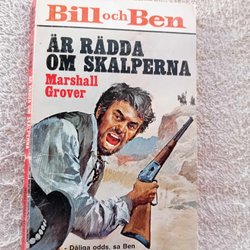 Bill och Ben
ÄR RÄDDA
OM SKALPERNA
Marshall
Grover
- Dåliga odds, sa Ben